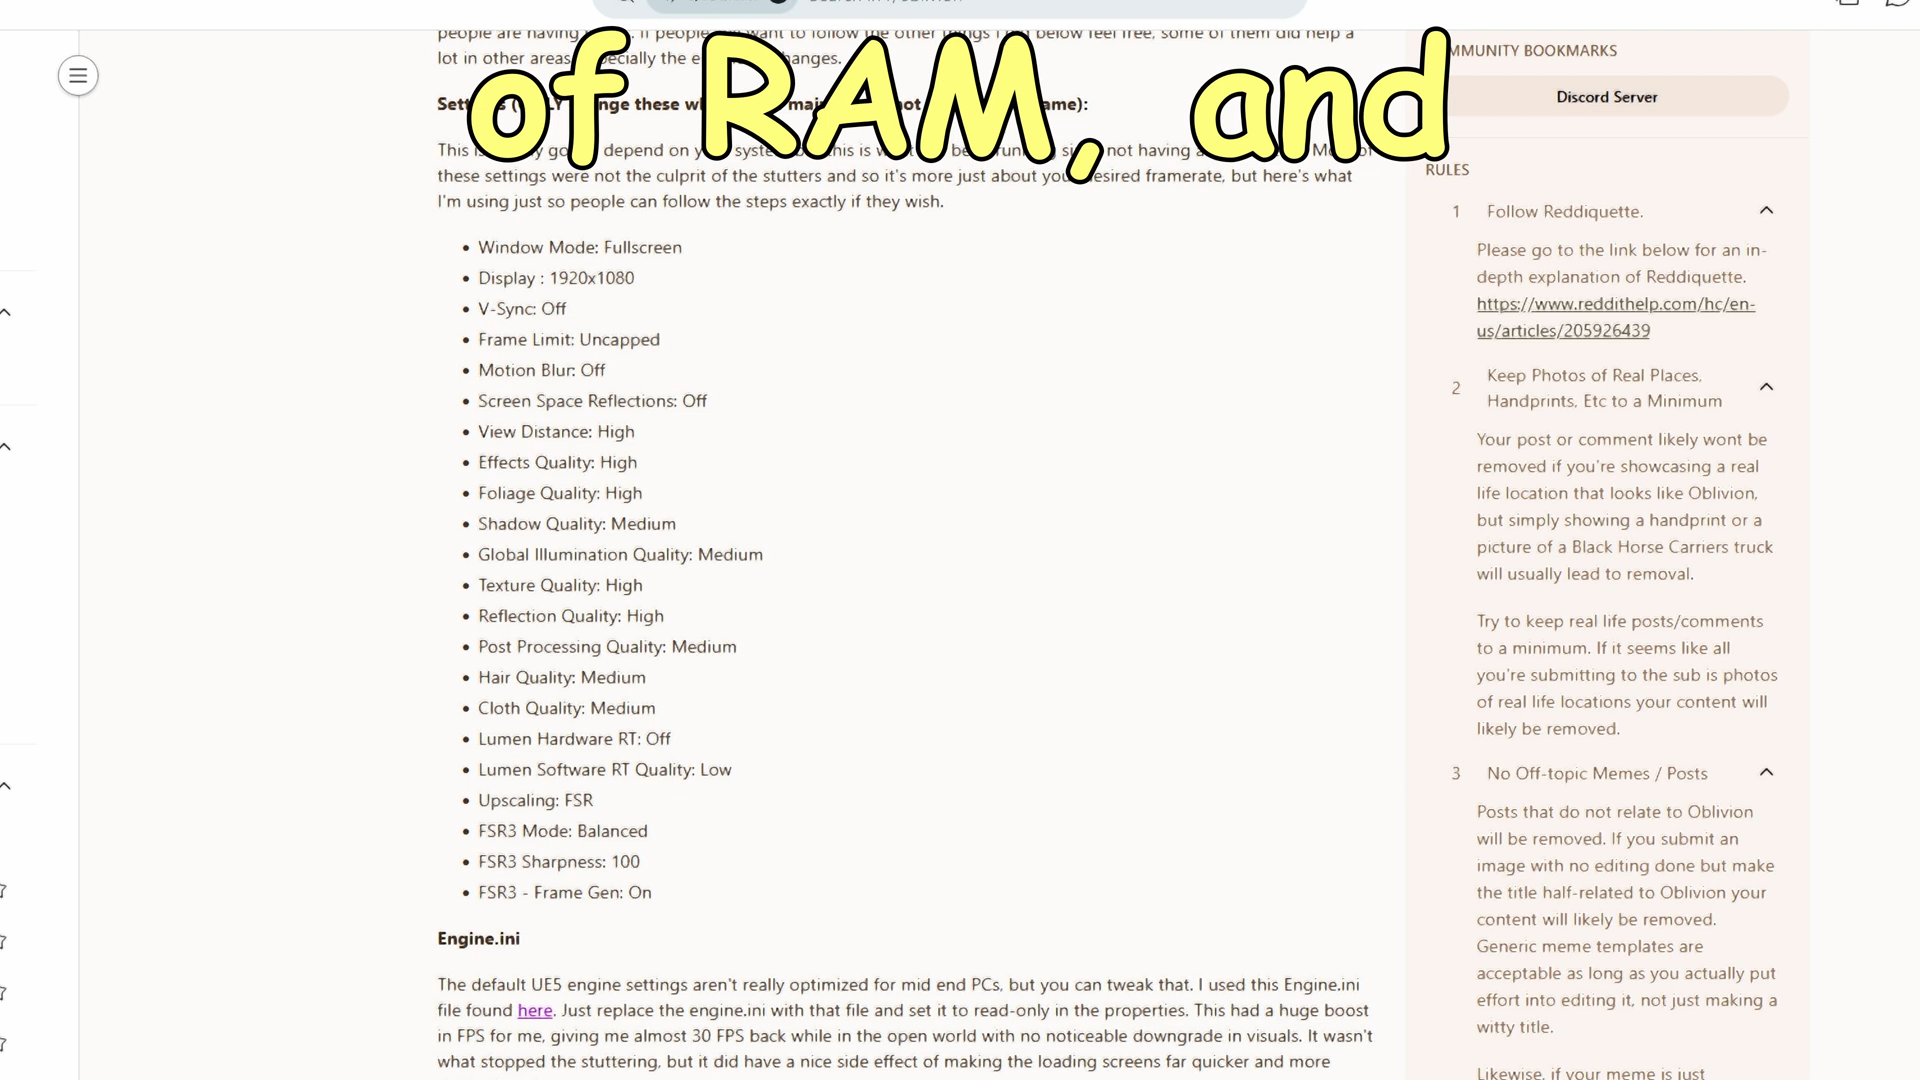 of RAM, and
lot in other areas
changes.
these settings were not the culprit of the stutters and so it's more just about your desired framerate, but here's what
I'm using just so people can follow the steps exactly if they wish.
• Window Mode: Fullscreen
• Display : 1920x1080
• V-Sync: Off
• Frame Limit: Uncapped
• Motion Blur: Off
• Screen Space Reflections: Off
• View Distance: High
• Effects Quality: High
• Foliage Quality: High
• Shadow Quality: Medium
• Global Illumination Quality: Medium
• Texture Quality: High
• Reflection Quality: High
• Post Processing Quality: Medium
• Hair Quality: Medium
• Cloth Quality: Medium
• Lumen Hardware RT: Off
• Lumen Software RT Quality: Low
• Upscaling: FSR
• FSR3 Mode: Balanced
• FSR3 Sharpness: 100
• FSR3 - Frame Gen: On
Engine.ini
The default UE5 engine settings aren't really optimized for mid end PCs, but you can tweak that. I used this Engine.ini
file found here. Just replace the engine.ini with that file and set it to read-only in the properties. This had a huge boost
in FPS for me, giving me almost 30 FPS back while in the open world with no noticeable downgrade in visuals. It wasn't
what stopped the stuttering, but it did have a nice side effect of making the loading screens far quicker and more
BOOKMARKS
Discord Server
RULES
1 Follow Reddiquette.
Please go to the link below for an in-
depth explanation of Reddiquette.
https://www.reddithelp.com/hc/en-
us/articles/205926439
2 Keep Photos of Real Places,
Handprints, Etc to a Minimum
Your post or comment likely wont be
removed if you're showcasing a real
life location that looks like Oblivion,
but simply showing a handprint or a
picture of a Black Horse Carriers truck
will usually lead to removal.
Try to keep real life posts/comments
to a minimum. If it seems like all
you're submitting to the sub is photos
of real life locations your content will
likely be removed.
3 No Off-topic Memes / Posts
Posts that do not relate to Oblivion
will be removed. If you submit an
image with no editing done but make
the title half-related to Oblivion your
content will likely be removed.
Generic meme templates are
acceptable as long as you actually put
effort into editing it, not just making a
witty title.
Likewise, if your meme is just